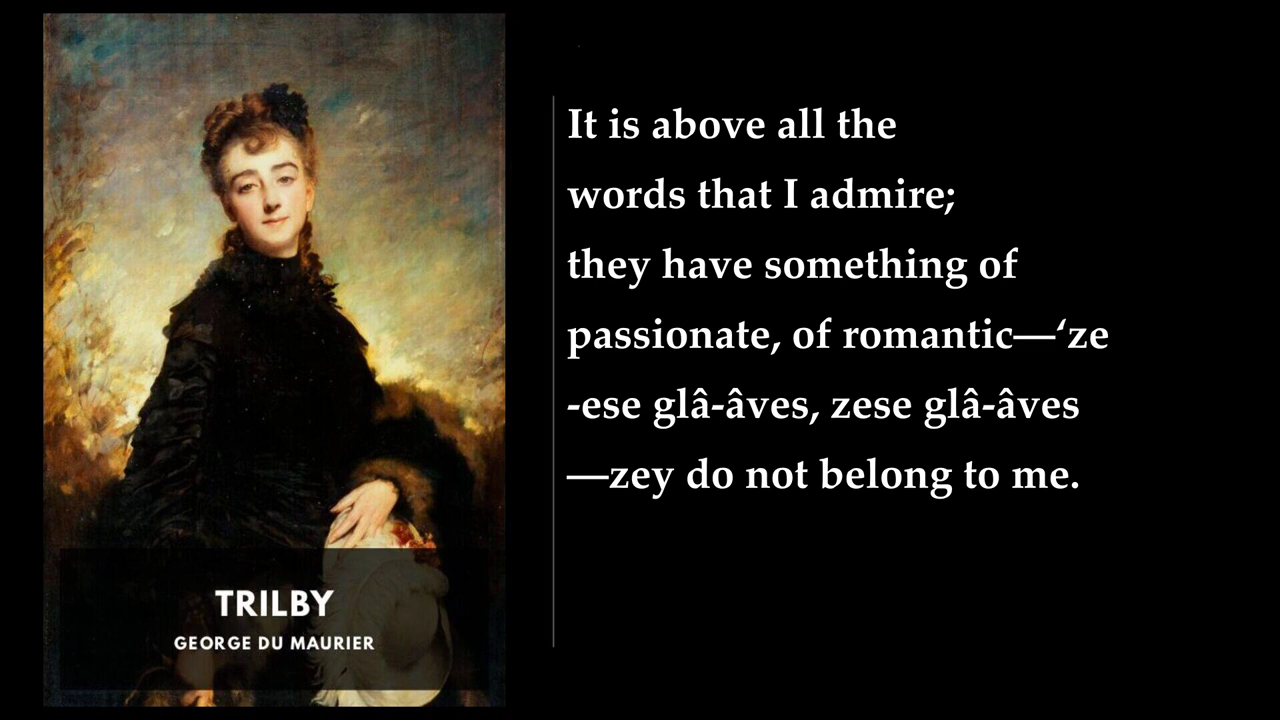 TRILBY
GEORGE DU MAURIER
It is above all the
words that I admire;
they have something of
passionate, of romantic—‘ze
-ese glâ-âves, zese glâ-âves
—zey do not belong to me.